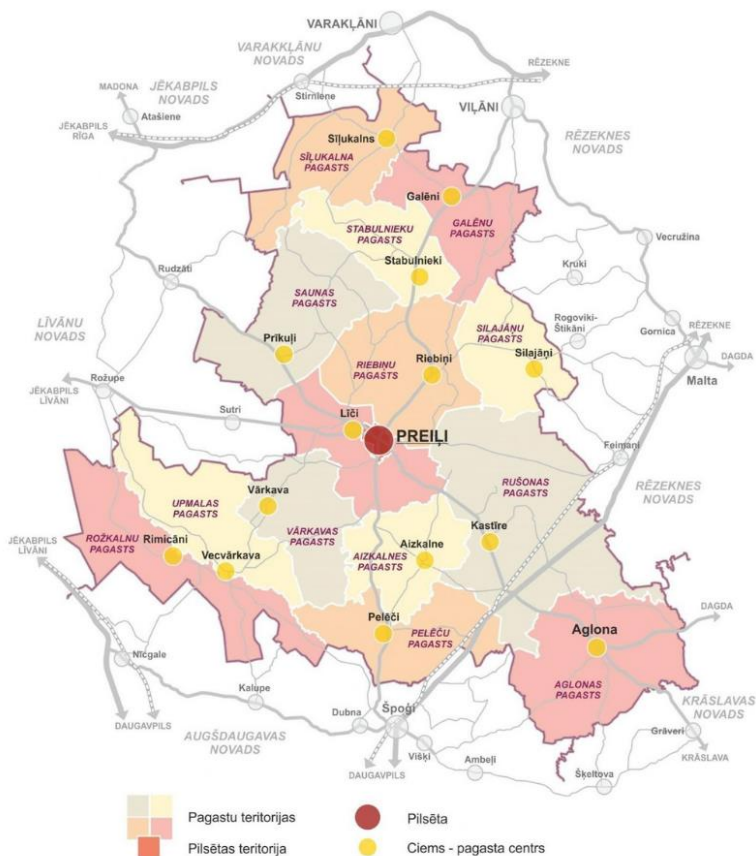 VARAKĻĀNI
VARAKKĻĀNU
NOVADS
RĒZEKNE
MADONA
JĒKABPILS
NOVADS
Stirniene
VIĻĀNI
Atašiene
JĒKABPILS
RĪGA
Sīļukalns
RĒZEKNES
NOVADS
SĪĻUKALNA
PAGASTS
Galēni
STABULNIEKU
PAGASTS
GALĒNU
PAGASTS
Vecružina
Stabulnieki
Rudzāti
Kruki
SAUNAS
PAGASTS
LĪVĀNU
NOVADS
SILAJĀŅU
PAGASTS
Rogoviki-
Štikāni
Gornica
RĒZEKNE
Prīkuļi
RIEBIŅU
PAGASTS
Riebiņi
Silajāņi
DAGDA
Malta
JĒKABPILS
LĪVĀNI
Rožupe
Sutri
Līči
PREIĻI
Feimaņi
RUŠONAS
PAGASTS
RĒZEKNES
NOVADS
UPMALAS
PAGASTS
Vārkava
VĀRKAVAS
PAGASTS
Kastīre
JĒKABPILS
LĪVĀNI
ROŽKALNU
PAGASTS
Rimicāni
Vecvārkava
AIZKALNES
PAGASTS
Aizkalne
Pelēči
PELĒČU
PAGASTS
Aglona
DAGDA
Nīcgale
AGLONAS
PAGASTS
Kalupe
Dubna
Špoģi
KRĀSLAVAS
NOVADS
DAUGAVPILS
AUGŠDAUGAVAS
NOVADS
Višķi
Ambeļi
Grāveri
KRĀSLAVA
DAUGAVPILS
Šķeltova
Pagastu teritorijas
Pilsēta
Pilsētas teritorija
Ciems - pagasta centrs